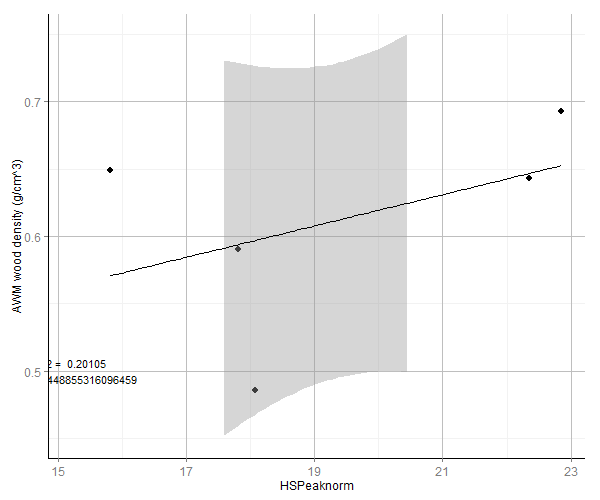 0.7
0.6
0.5
AWM wood density (g/cm^3)
2 = 0.20105
448855316096459
15 17 19 21 23
HSPeaknorm